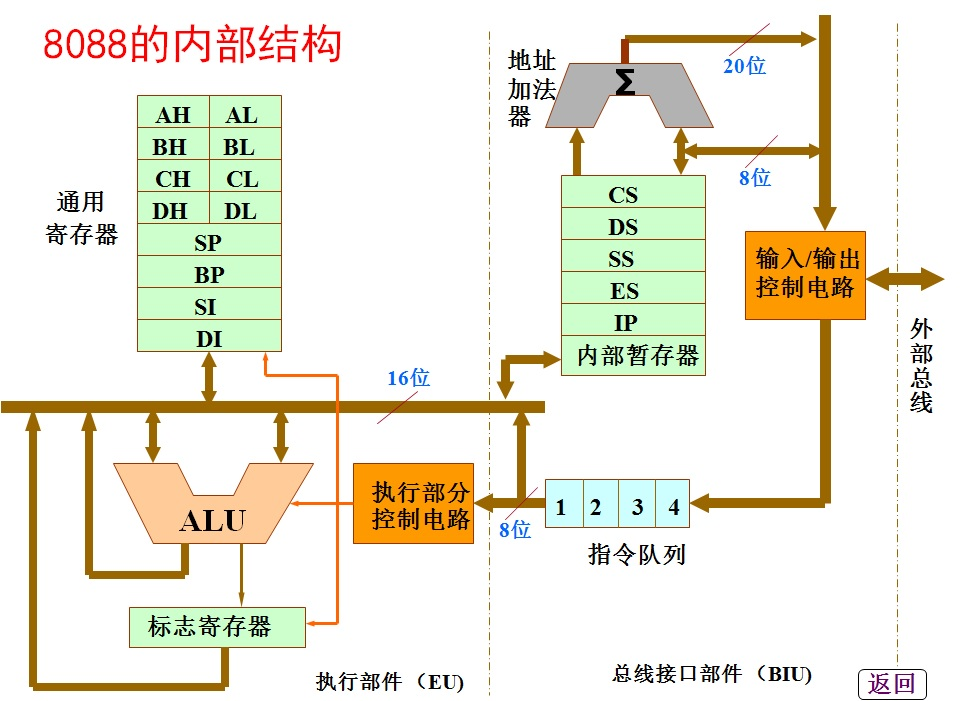 8088的内部结构
AH AL
BH BL
CH CL
DH DL
SP
BP
SI
DI
通用
寄存器
地址
加法
器
Σ
20位
8位
CS
DS
SS
ES
IP
内部暂存器
输入/输出
控制电路
外
部
总
线
16位
ALU
执行部分
控制电路
8位
1 2 3 4
指令队列
标志寄存器
执行部件（EU)
总线接口部件（BIU)
返回